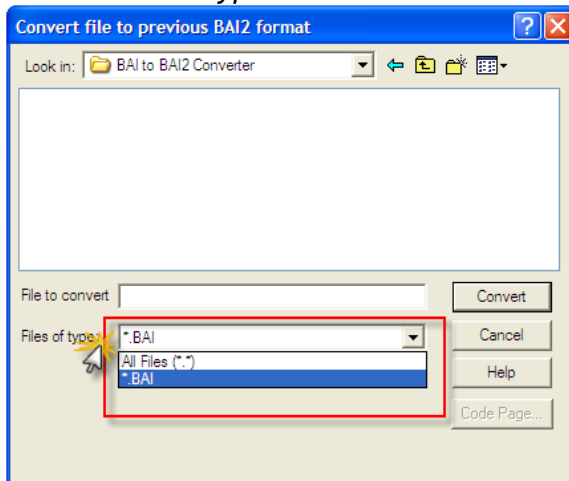 Convert file to previous BAI2 format
Look in: BAI to BAI2 Converter
File to convert
Convert
Files of type: *.BAI
Cancel
All Files (*.*)
*.BAI
Help
Code Page...